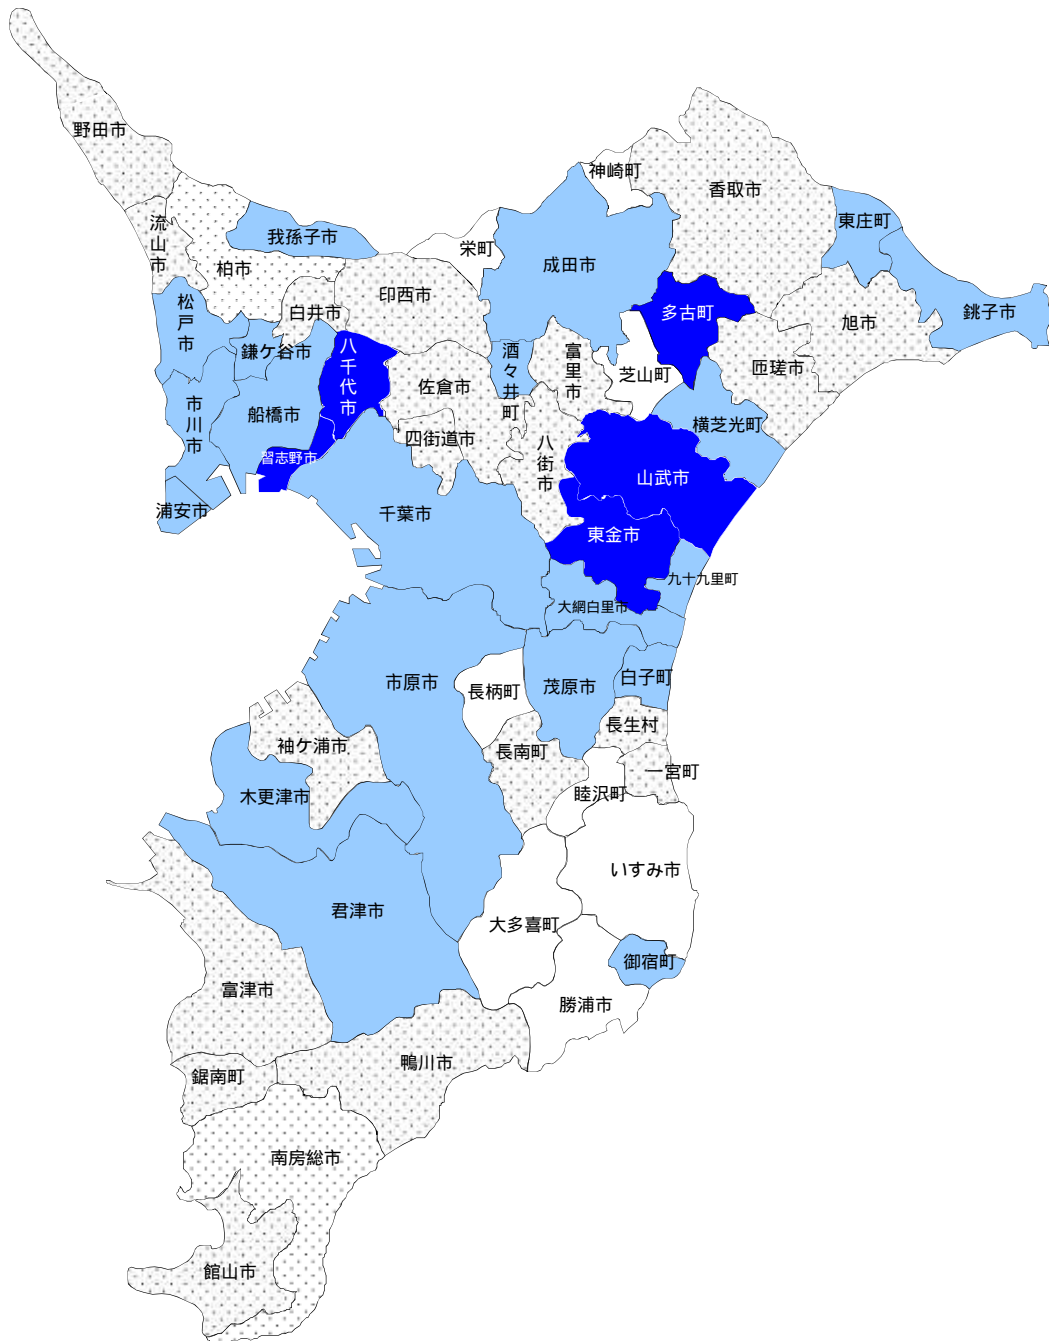 野田市
神崎町
香取市
流山市
我孫子市
東庄町
栄町
柏市
成田市
印西市
松戸市
白井市
多古町
銚子市
旭市
鎌ケ谷市
八千代市
酒々井町
富里市
芝山町
匝瑳市
佐倉市
市川市
船橋市
横芝光町
四街道市
八街市
習志野市
山武市
浦安市
千葉市
東金市
九十九里町
大網白里市
市原市
長柄町
茂原市
白子町
長生村
袖ケ浦市
長南町
一宮町
木更津市
睦沢町
いすみ市
君津市
大多喜町
御宿町
富津市
勝浦市
鴨川市
鋸南町
南房総市
館山市